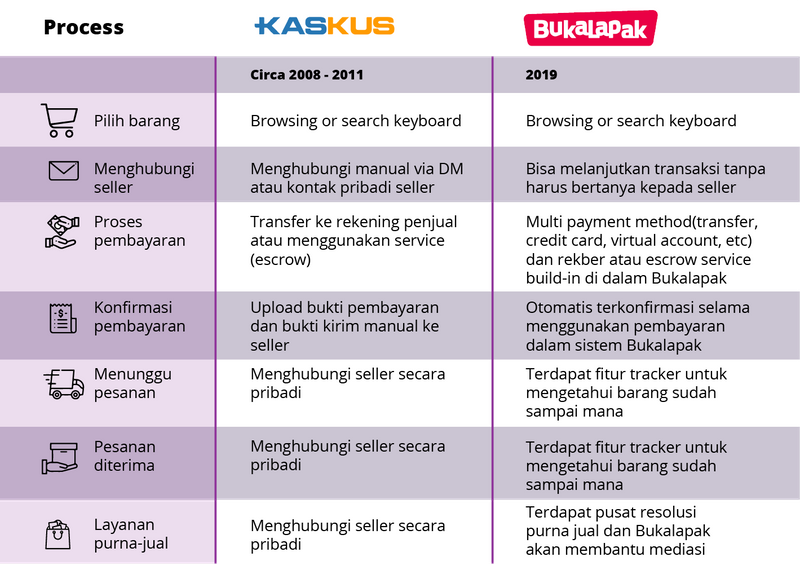 Process
KASKUS
BukaLapak
Circa 2008 - 2011
2019
Pilih barang
Browsing or search keyboard
Browsing or search keyboard
Menghubungi
seller
Menghubungi manual via DM
atau kontak pribadi seller
Bisa melanjutkan transaksi tanpa
harus bertanya kepada seller
Proses
pembayaran
Transfer ke rekening penjual
atau menggunakan service
(escrow)
Multi payment method(transfer,
credit card, virtual account, etc)
dan rekber atau escrow service
build-in di dalam Bukalapak
Konfirmasi
pembayaran
Upload bukti pembayaran
dan bukti kirim manual ke
seller
Otomatis terkonfirmasi selama
menggunakan pembayaran
dalam sistem Bukalapak
Menunggu
pesanan
Menghubungi seller secara
pribadi
Terdapat fitur tracker untuk
mengetahui barang sudah
sampai mana
Pesanan
diterima
Menghubungi seller secara
pribadi
Terdapat fitur tracker untuk
mengetahui barang sudah
sampai mana
Layanan
purna-jual
Menghubungi seller secara
pribadi
Terdapat pusat resolusi
purna jual dan Bukalapak
akan membantu mediasi